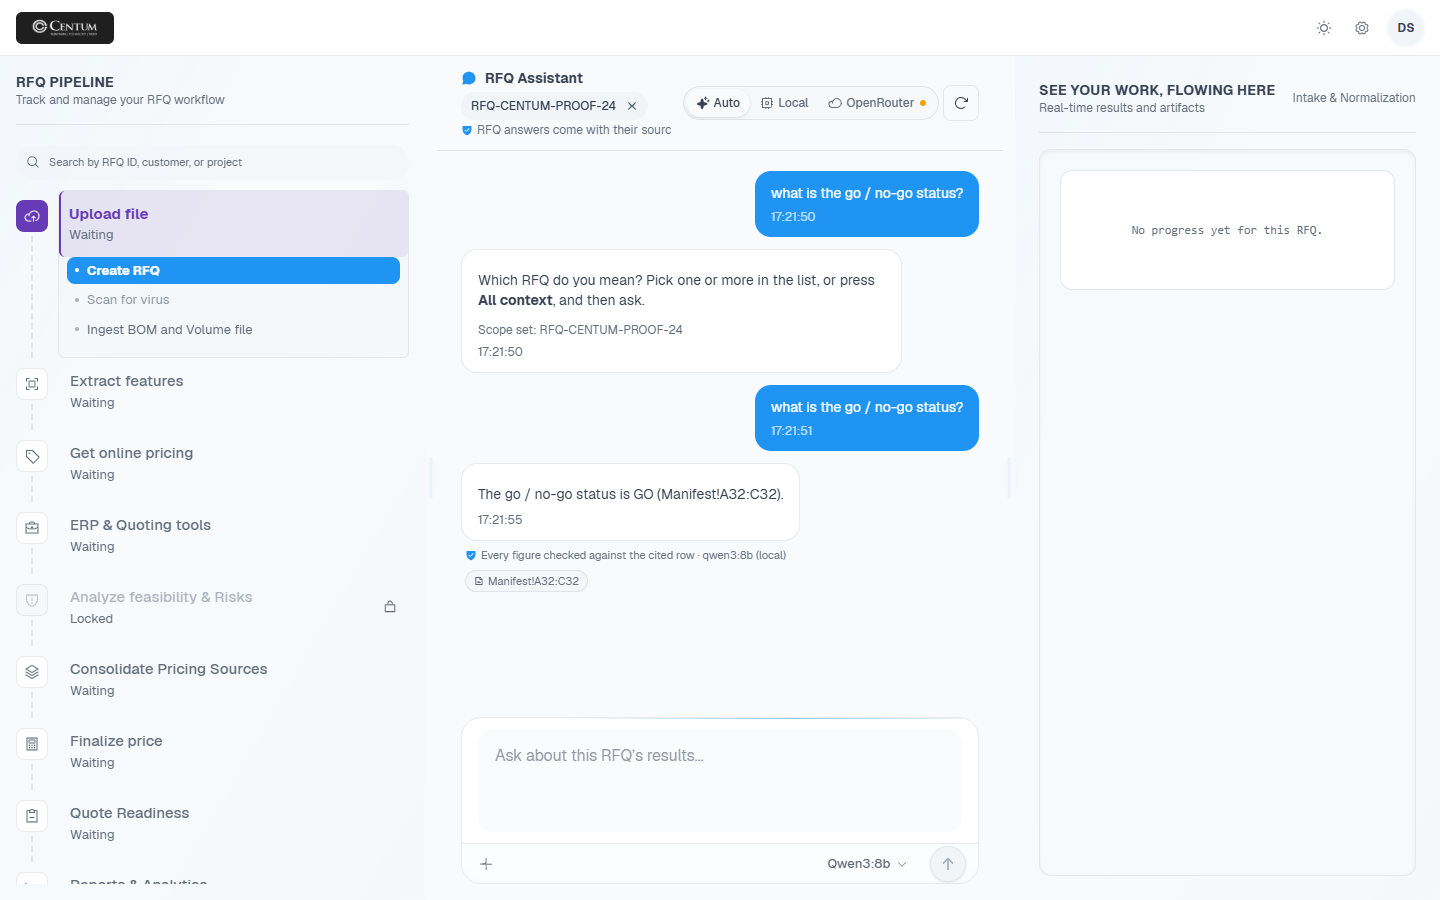 CENTUM
RFQ PIPELINE
Track and manage your RFQ workflow
Search by RFQ ID, customer, or project
Upload file
Waiting
Create RFQ
Scan for virus
Ingest BOM and Volume file
Extract features
Waiting
Get online pricing
Waiting
ERP & Quoting tools
Waiting
Analyze feasibility & Risks
Locked
Consolidate Pricing Sources
Waiting
Finalize price
Waiting
Quote Readiness
Waiting
Reports & Analytics
RFQ Assistant
RFQ-CENTUM-PROOF-24
RFQ answers come with their sourc
Auto
Local
OpenRouter
what is the go / no-go status?
17:21:50
Which RFQ do you mean? Pick one or more in the list, or press
All context, and then ask.
Scope set: RFQ-CENTUM-PROOF-24
17:21:50
what is the go / no-go status?
17:21:51
The go / no-go status is GO (Manifest!A32:C32).
17:21:55
Every figure checked against the cited row · qwen3:8b (local)
Manifest!A32:C32
Ask about this RFQ's results...
Qwen3:8b
DS
SEE YOUR WORK, FLOWING HERE
Real-time results and artifacts
Intake & Normalization
No progress yet for this RFQ.